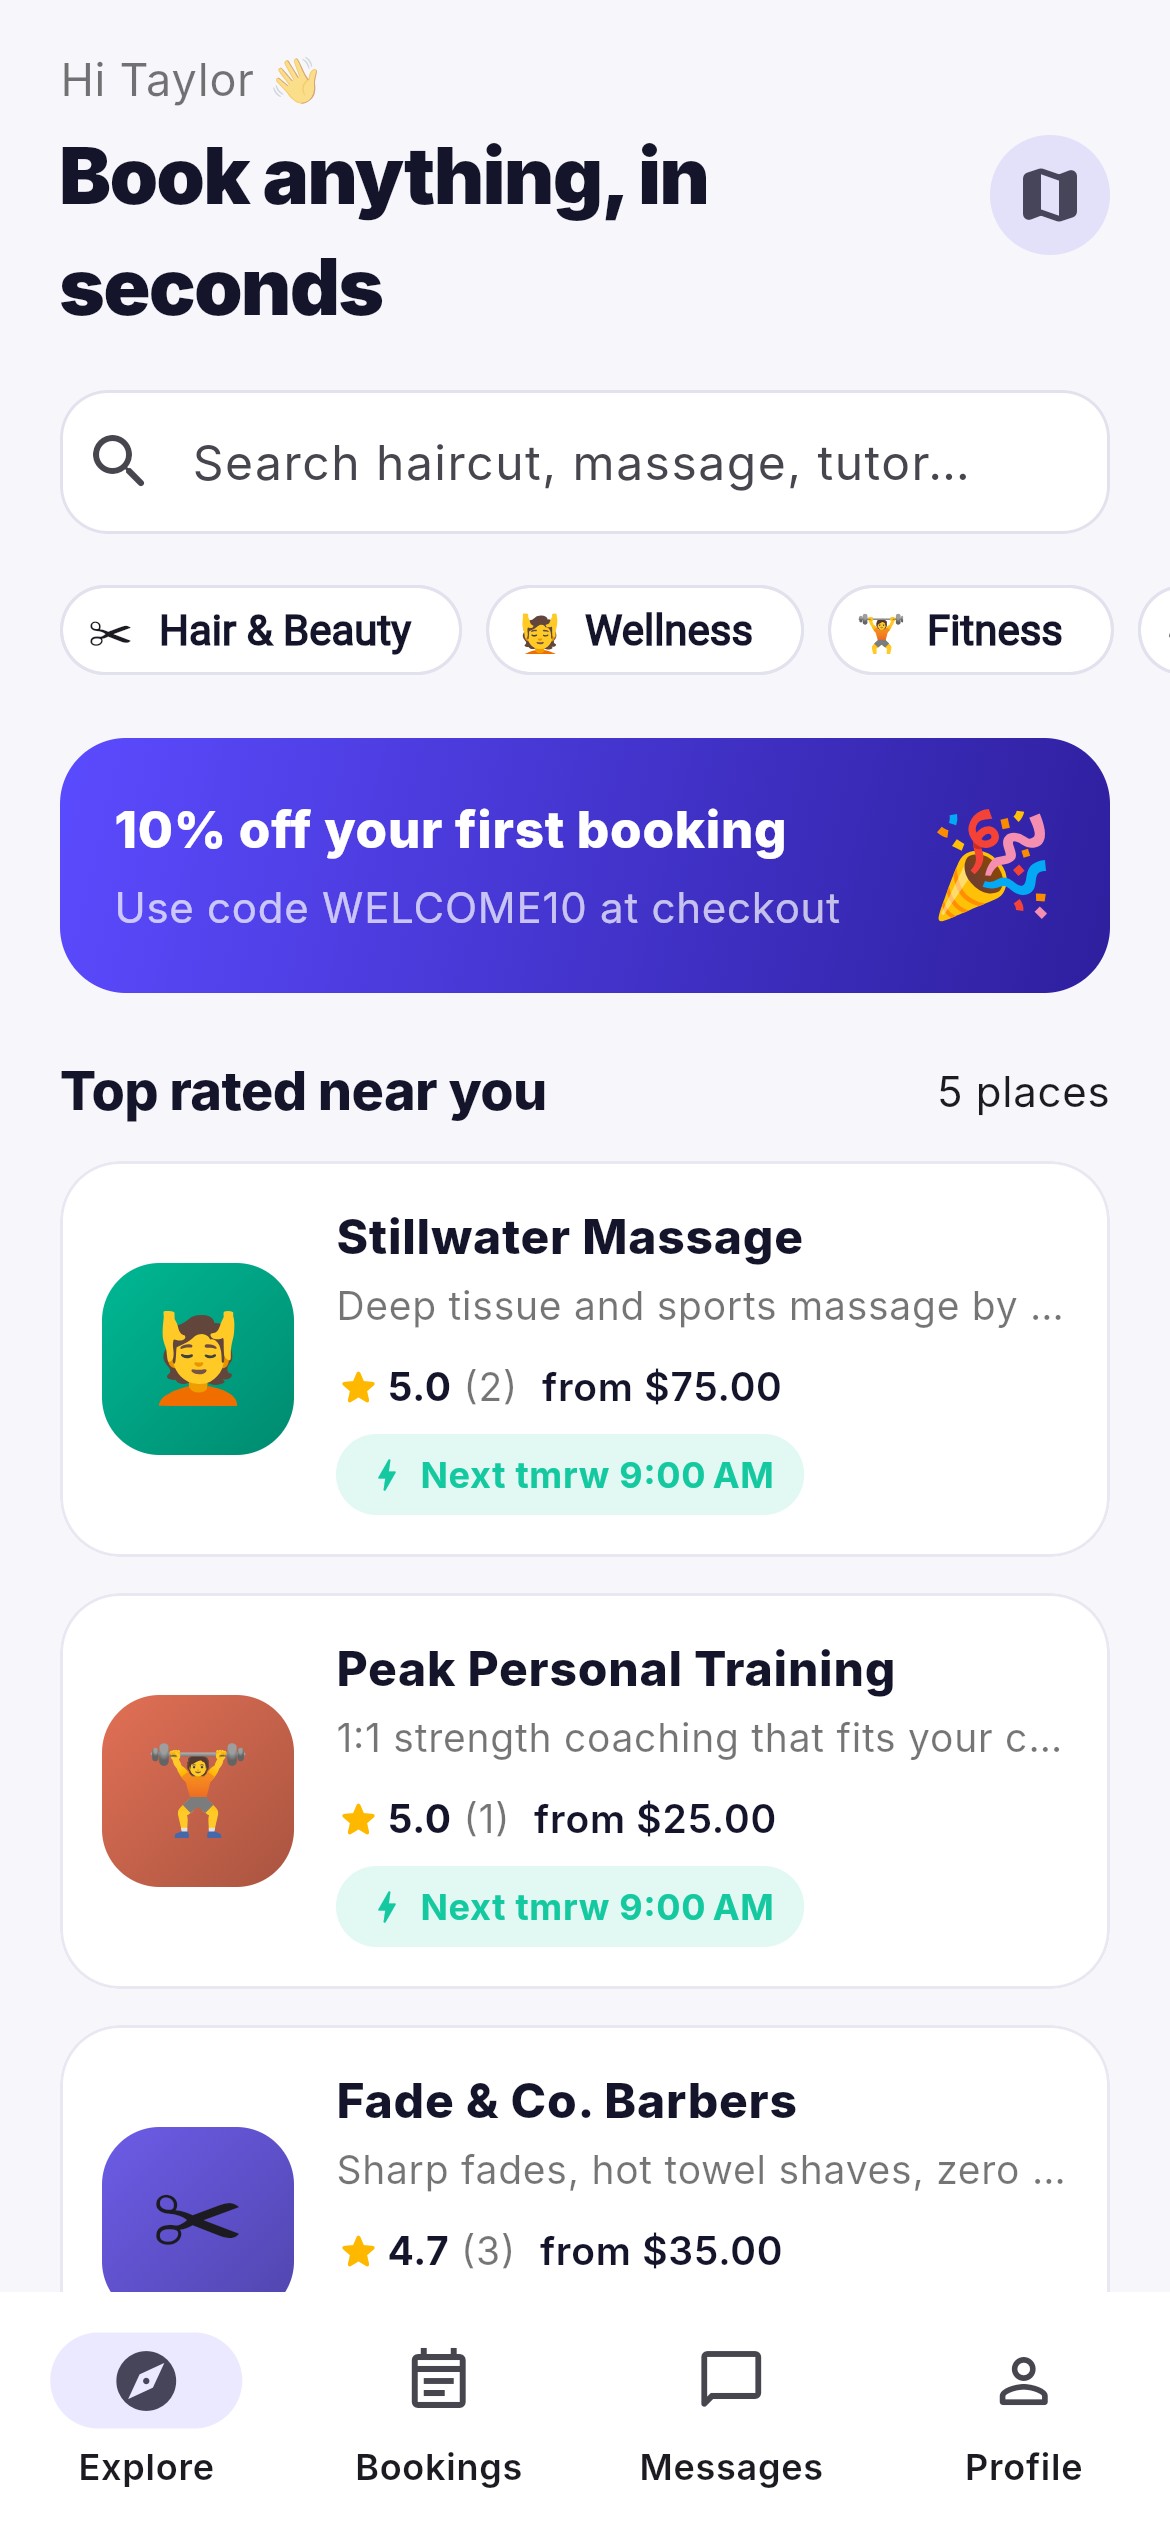 Hi Taylor 👋
Book anything, in
seconds
Search haircut, massage, tutor...
✂ Hair & Beauty
💆 Wellness
🏋 Fitness
10% off your first booking
Use code WELCOME10 at checkout
Top rated near you
5 places
Stillwater Massage
Deep tissue and sports massage by ...
5.0 (2) from $75.00
Next tmrw 9:00 AM
Peak Personal Training
1:1 strength coaching that fits your c...
5.0 (1) from $25.00
Next tmrw 9:00 AM
Fade & Co. Barbers
Sharp fades, hot towel shaves, zero ...
4.7 (3) from $35.00
Explore
Bookings
Messages
Profile